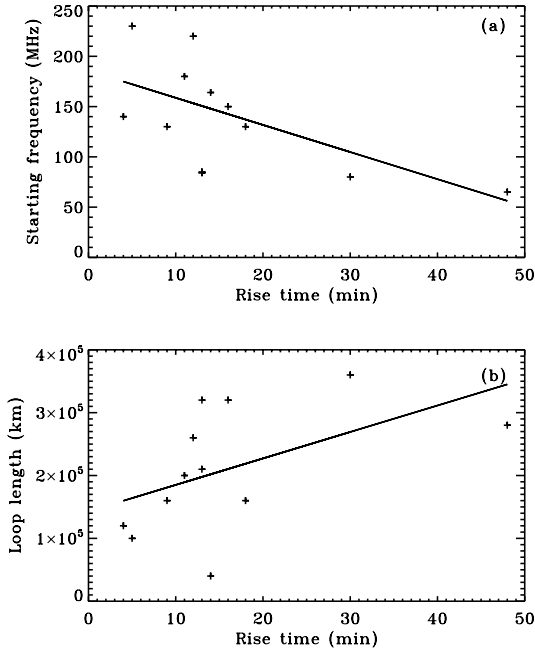 (a)
Starting frequency (MHz)
250
200
150
100
50
0
0 10 20 30 40 50
Rise time (min)
(b)
Loop length (km)
4×10⁵
3×10⁵
2×10⁵
1×10⁵
0
0 10 20 30 40 50
Rise time (min)